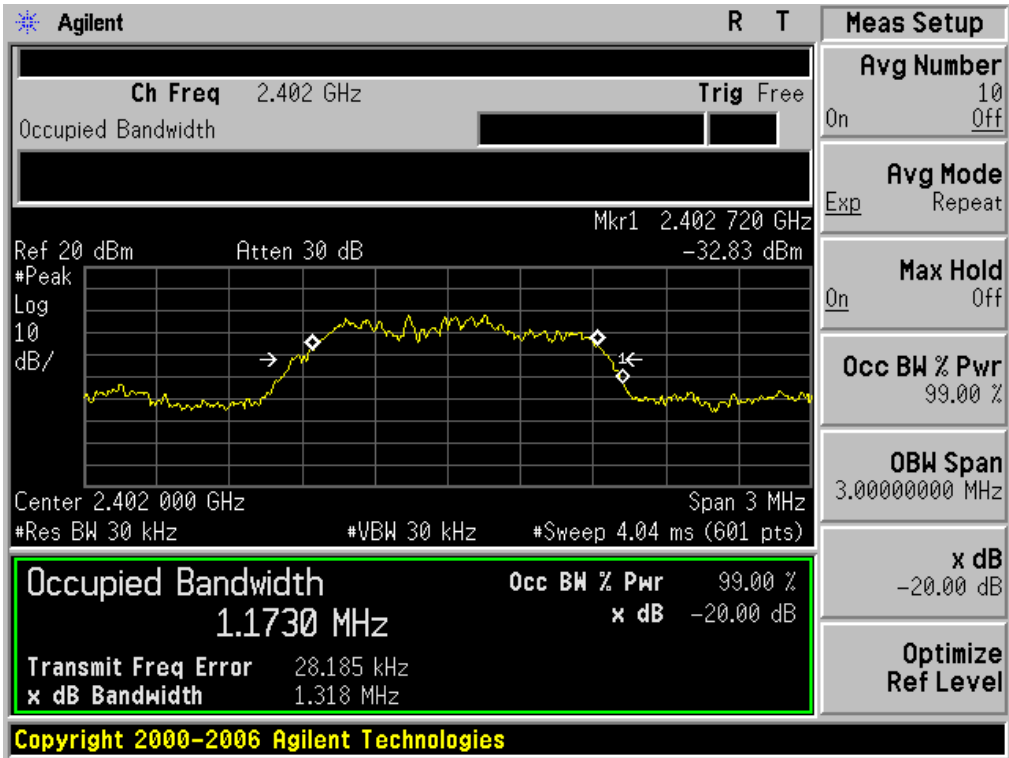 Agilent R T
Ch Freq 2.402 GHz Trig Free
Occupied Bandwidth
Mkr1 2.402 720 GHz
Ref 20 dBm Atten 30 dB -32.83 dBm
#Peak
Log
10
dB/
1
Center 2.402 000 GHz Span 3 MHz
#Res BW 30 kHz #VBW 30 kHz #Sweep 4.04 ms (601 pts)
Occupied Bandwidth Occ BW % Pwr 99.00 %
1.1730 MHz x dB -20.00 dB
Transmit Freq Error 28.185 kHz
x dB Bandwidth 1.318 MHz
Copyright 2000-2006 Agilent Technologies
Meas Setup
Avg Number
10
On Off
Avg Mode
Exp Repeat
Max Hold
On Off
Occ BW % Pwr
99.00 %
OBW Span
3.00000000 MHz
x dB
-20.00 dB
Optimize
Ref Level